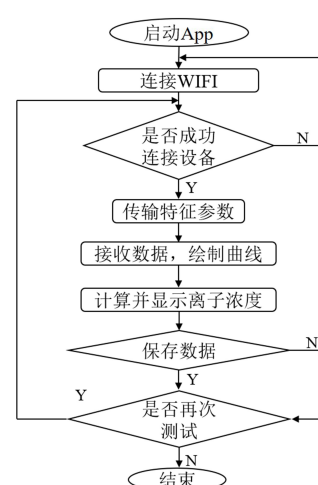 启动App
连接WIFI
是否成功
连接设备
N
Y
传输特征参数
接收数据，绘制曲线
计算并显示离子浓度
保存数据
N
Y
Y
是否再次
测试
N
结束